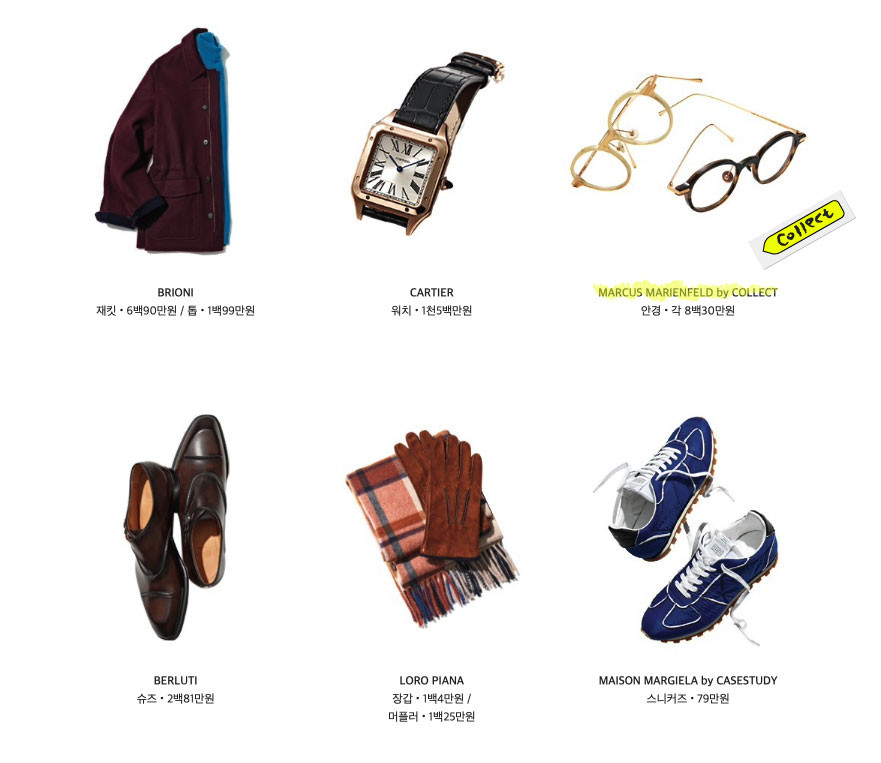 Collect
BRIONI
재킷 • 6백90만원 / 톱 • 1백99만원
CARTIER
워치 • 1천5백만원
MARCUS MARIENFELD by COLLECT
안경 • 각 8백30만원
BERLUTI
슈즈 • 2백81만원
LORO PIANA
장갑 • 1백4만원 /
머플러 • 1백25만원
MAISON MARGIELA by CASESTUDY
스니커즈 • 79만원